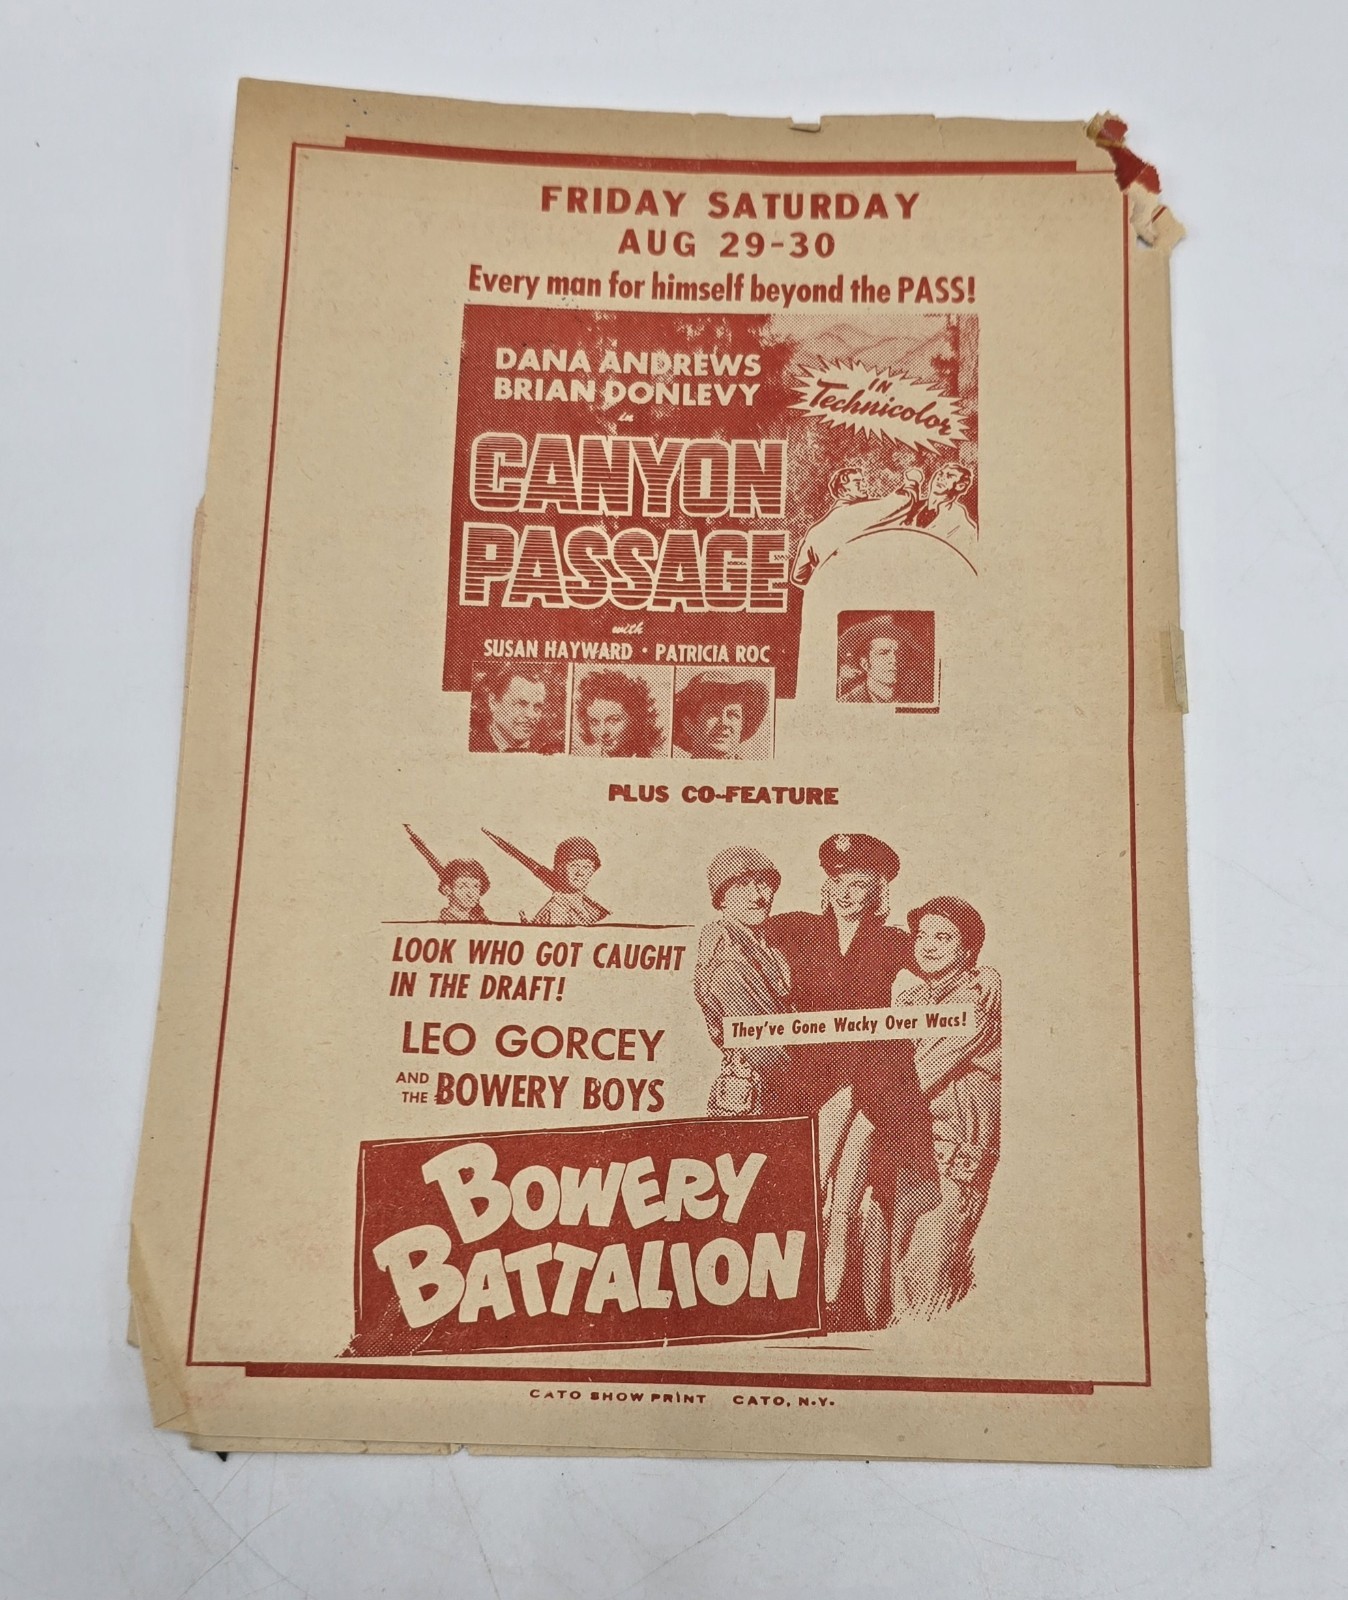 FRIDAY SATURDAY
AUG 29-30
Every man for himself beyond the PASS!
DANA ANDREWS
BRIAN DONLEVY
in
IN
Technicolor
CANYON
PASSAGE
with
SUSAN HAYWARD · PATRICIA ROC
PLUS CO-FEATURE
LOOK WHO GOT CAUGHT
IN THE DRAFT!
LEO GORCEY
AND THE BOWERY BOYS
They've Gone Wacky Over Wacs!
BOWERY
BATTALION
CATO SHOW PRINT CATO, N.Y.